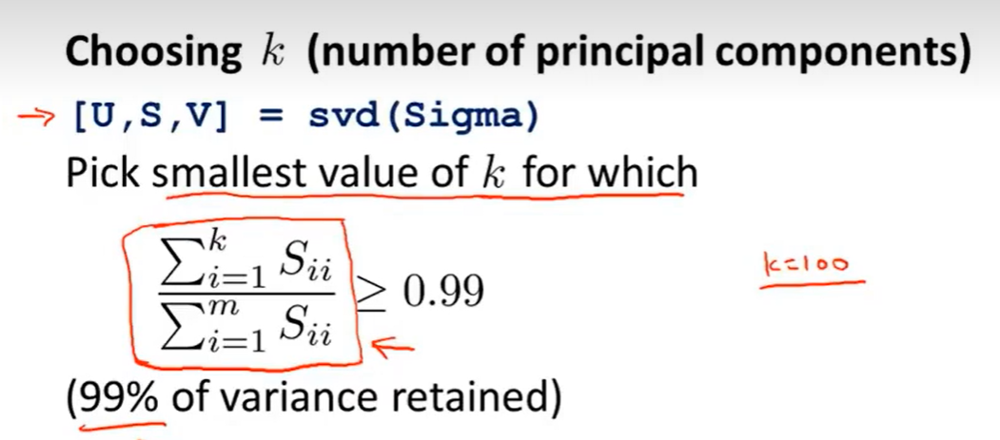 Choosing k (number of principal components)
→ [U,S,V] = svd(Sigma)
Pick smallest value of k for which
\frac{\sum_{i=1}^{k} S_{ii}}{\sum_{i=1}^{m} S_{ii}} ≥ 0.99
k=100
(99% of variance retained)